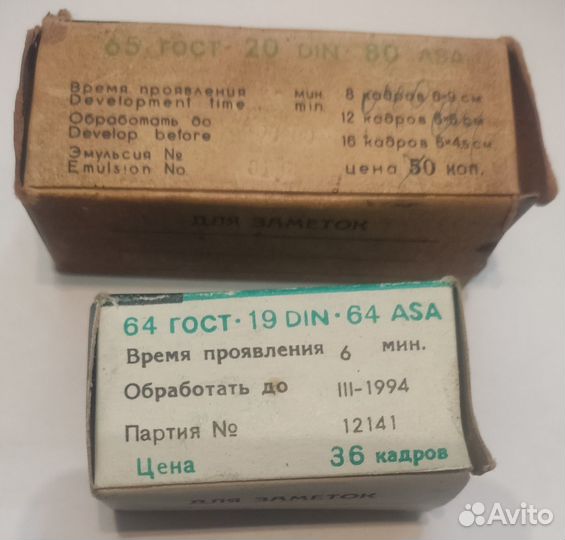 65 ГОСТ · 20 DIN · 80 ASA
Время проявления мин. 8 кадров 6×9 см
Development time min.
Обработать до 12 кадров 6×6 см
Develop before
Эмульсия № 16 кадров 6×4,5 см
Emulsion No цена 50 коп.
ДЛЯ ЗАМЕТОК
64 ГОСТ · 19 DIN · 64 ASA
Время проявления 6 мин.
Обработать до III-1994
Партия № 12141
Цена 36 кадров
ДЛЯ ЗАМЕТОК
Avito